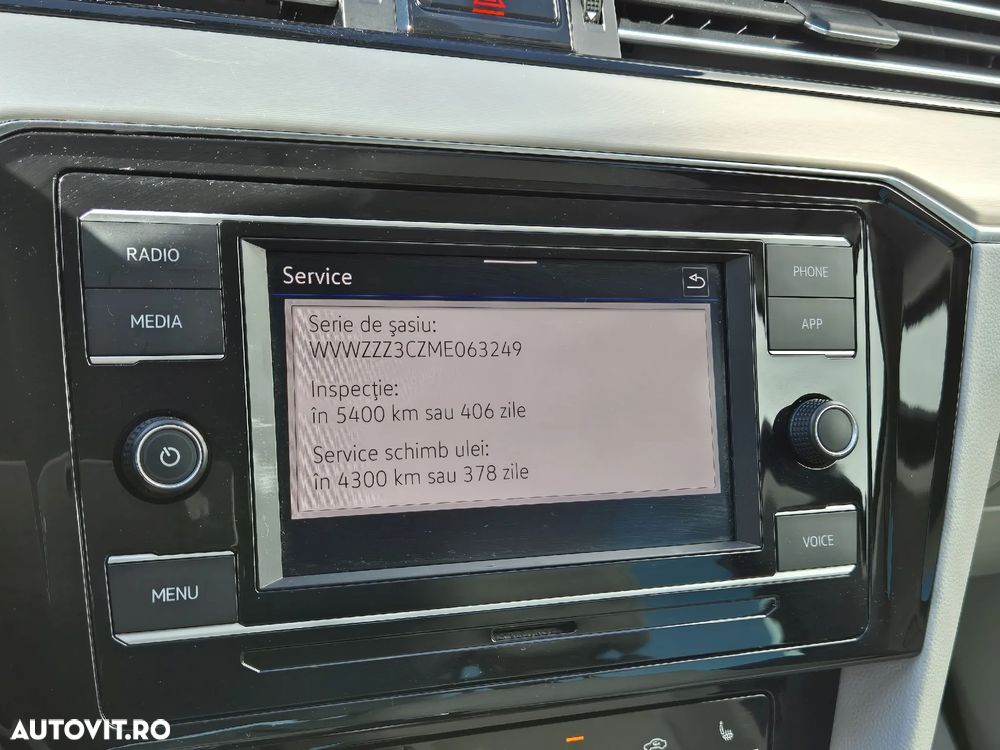 RADIO
MEDIA
MENU
Service
Serie de şasiu:
WVWZZZ3CZME063249
Inspecţie:
în 5400 km sau 406 zile
Service schimb ulei:
în 4300 km sau 378 zile
PHONE
APP
VOICE
AUTOVIT.RO